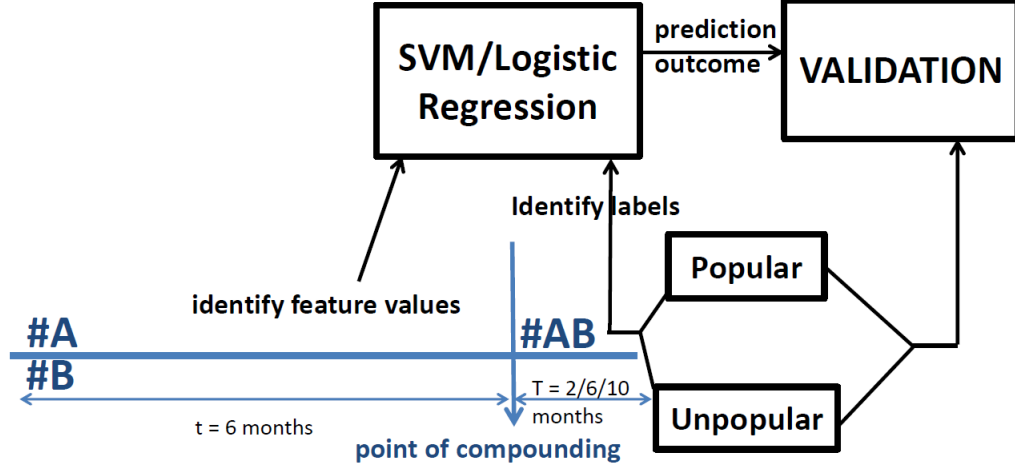 SVM/Logistic
Regression
prediction
outcome
VALIDATION
Identify labels
Popular
identify feature values
#A
#AB
#B
T = 2/6/10
months
t = 6 months
Unpopular
point of compounding